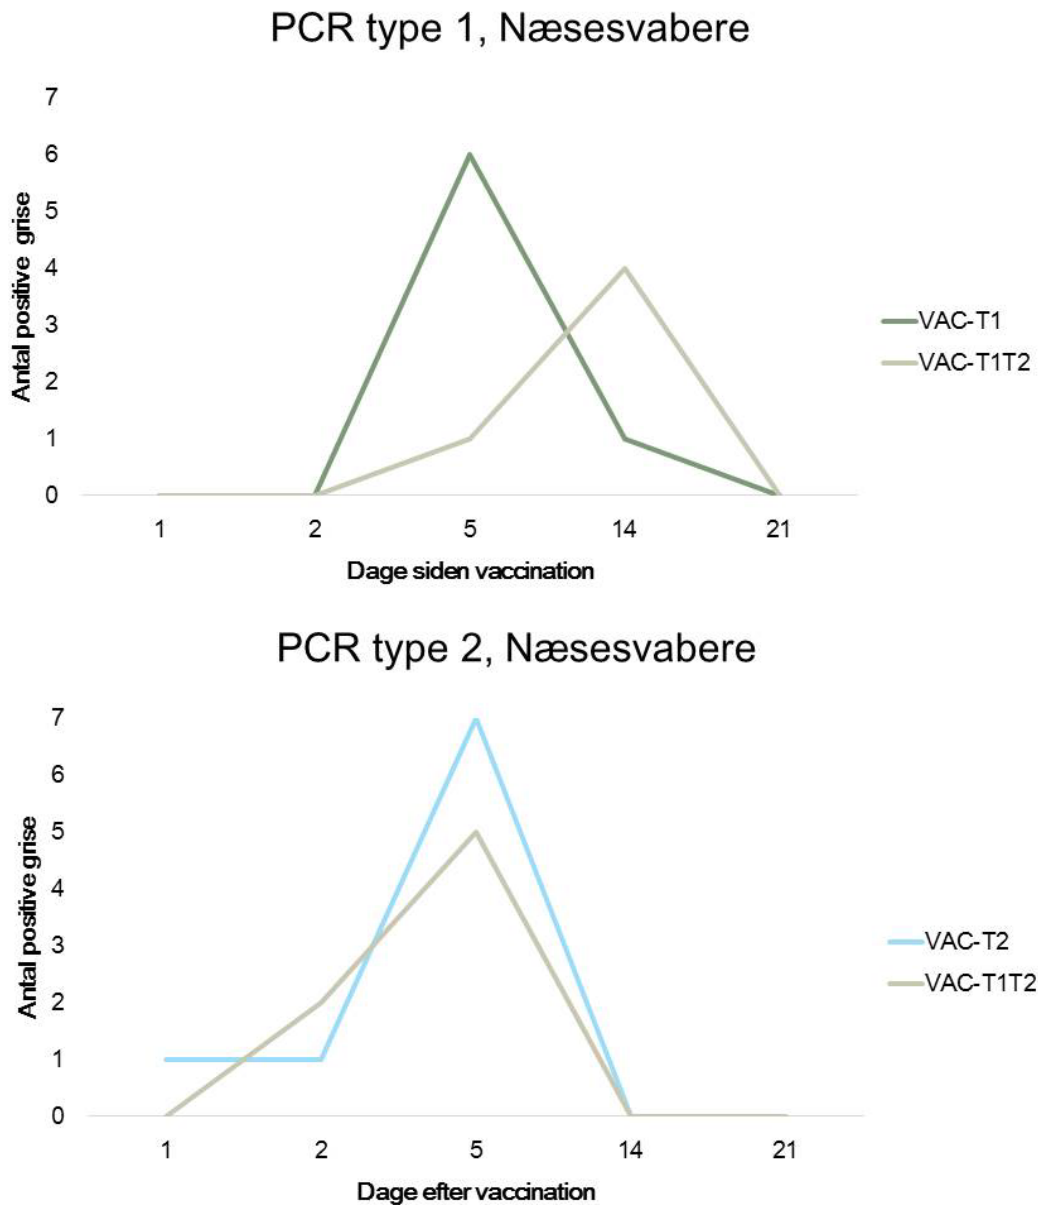 PCR type 1, Næsesvabere
7
6
5
4
3
2
1
0
Antal positive grise
1 2 5 14 21
Dage siden vaccination
VAC-T1
VAC-T1T2
PCR type 2, Næsesvabere
7
6
5
4
3
2
1
0
Antal positive grise
1 2 5 14 21
Dage efter vaccination
VAC-T2
VAC-T1T2